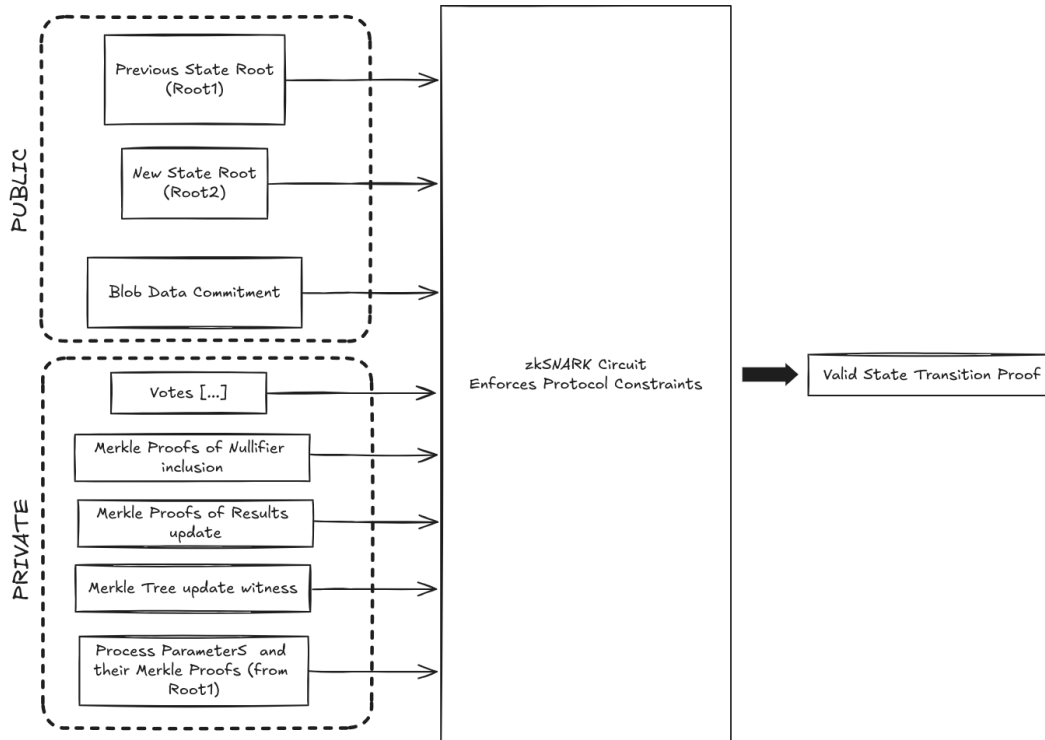 PUBLIC
Previous State Root
(Root1)
New State Root
(Root2)
Blob Data Commitment
PRIVATE
Votes [...]
Merkle Proofs of Nullifier
inclusion
Merkle Proofs of Results
update
Merkle Tree update witness
Process ParameterS and
their Merkle Proofs (from
Root1)
zkSNARK Circuit
Enforces Protocol Constraints
Valid State Transition Proof